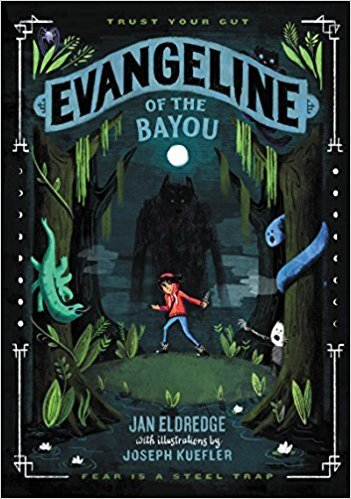 TRUST YOUR GUT
EVANGELINE
OF THE
BAYOU
JAN ELDREDGE
with illustrations by
JOSEPH KUEFLER
FEAR IS A STEEL TRAP